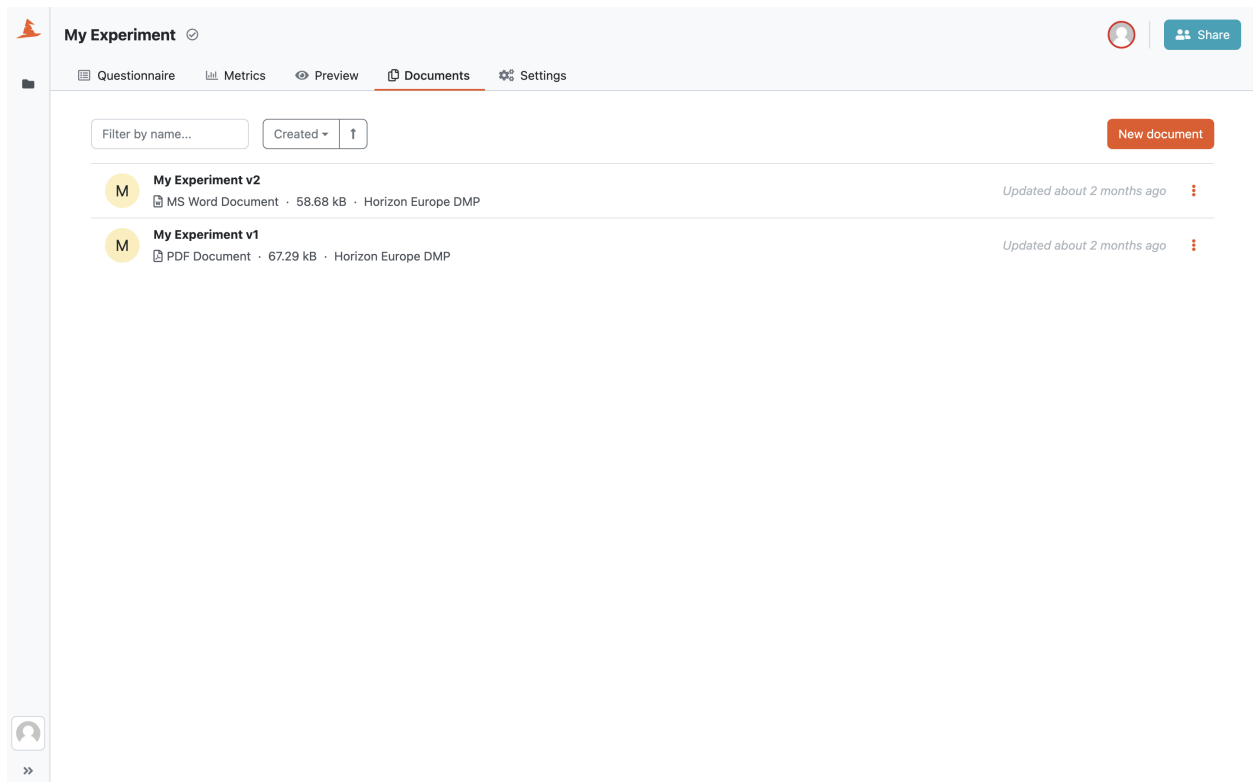 My Experiment
Share
Questionnaire Metrics Preview Documents Settings
Filter by name... Created New document
My Experiment v2
M MS Word Document · 58.68 kB · Horizon Europe DMP Updated about 2 months ago
My Experiment v1
M PDF Document · 67.29 kB · Horizon Europe DMP Updated about 2 months ago